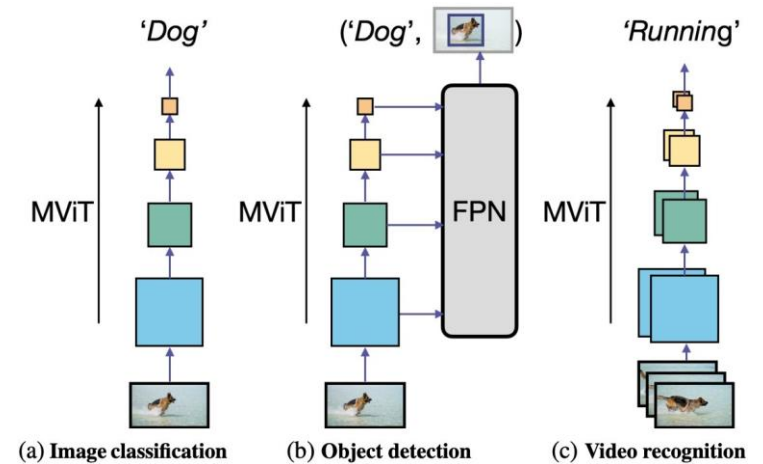 'Dog'
('Dog', )
'Running'
MViT
MViT
FPN
MViT
(a) Image classification
(b) Object detection
(c) Video recognition